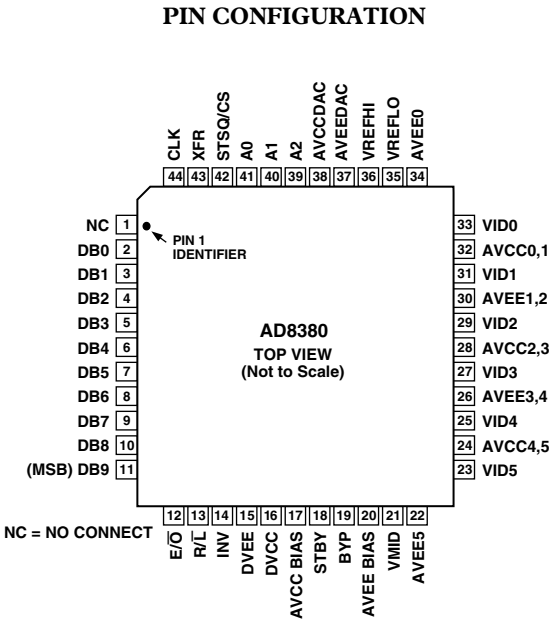 PIN CONFIGURATION
CLK
XFR
STSQ/CS
A0
A1
A2
AVCCDAC
AVEEDAC
VREFHI
VREFLO
AVEE0
44 43 42 41 40 39 38 37 36 35 34
NC 1
DB0 2
DB1 3
DB2 4
DB3 5
DB4 6
DB5 7
DB6 8
DB7 9
DB8 10
(MSB) DB9 11
PIN 1
IDENTIFIER
AD8380
TOP VIEW
(Not to Scale)
33 VID0
32 AVCC0,1
31 VID1
30 AVEE1,2
29 VID2
28 AVCC2,3
27 VID3
26 AVEE3,4
25 VID4
24 AVCC4,5
23 VID5
12 13 14 15 16 17 18 19 20 21 22
E/O̅
R/L̅
INV
DVEE
DVCC
AVCC BIAS
STBY
BYP
AVEE BIAS
VMID
AVEE5
NC = NO CONNECT